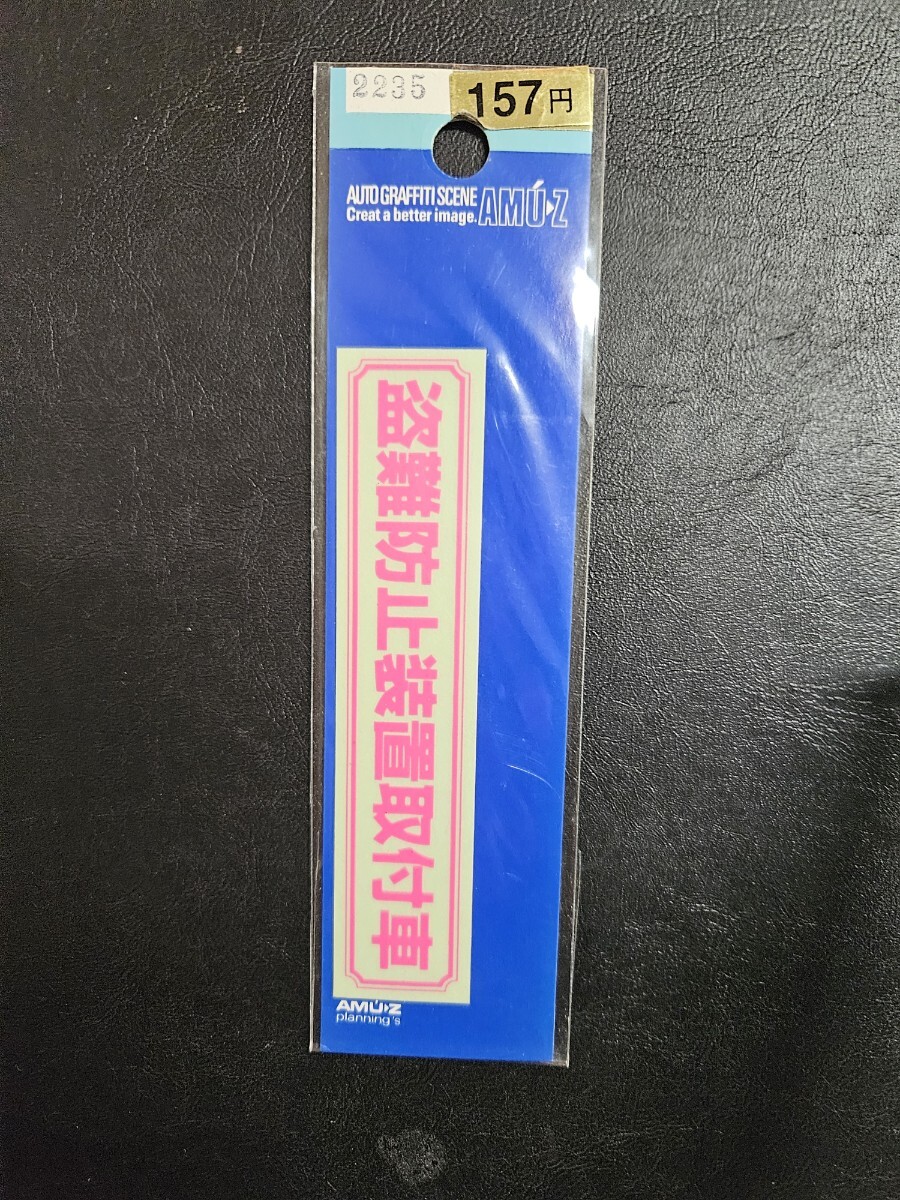 2235
157円
AUTO GRAFFITI SCENE
Creat a better image.
AMÚ▸Z
盗難防止装置取付車
AMÚ▸Z
planning's